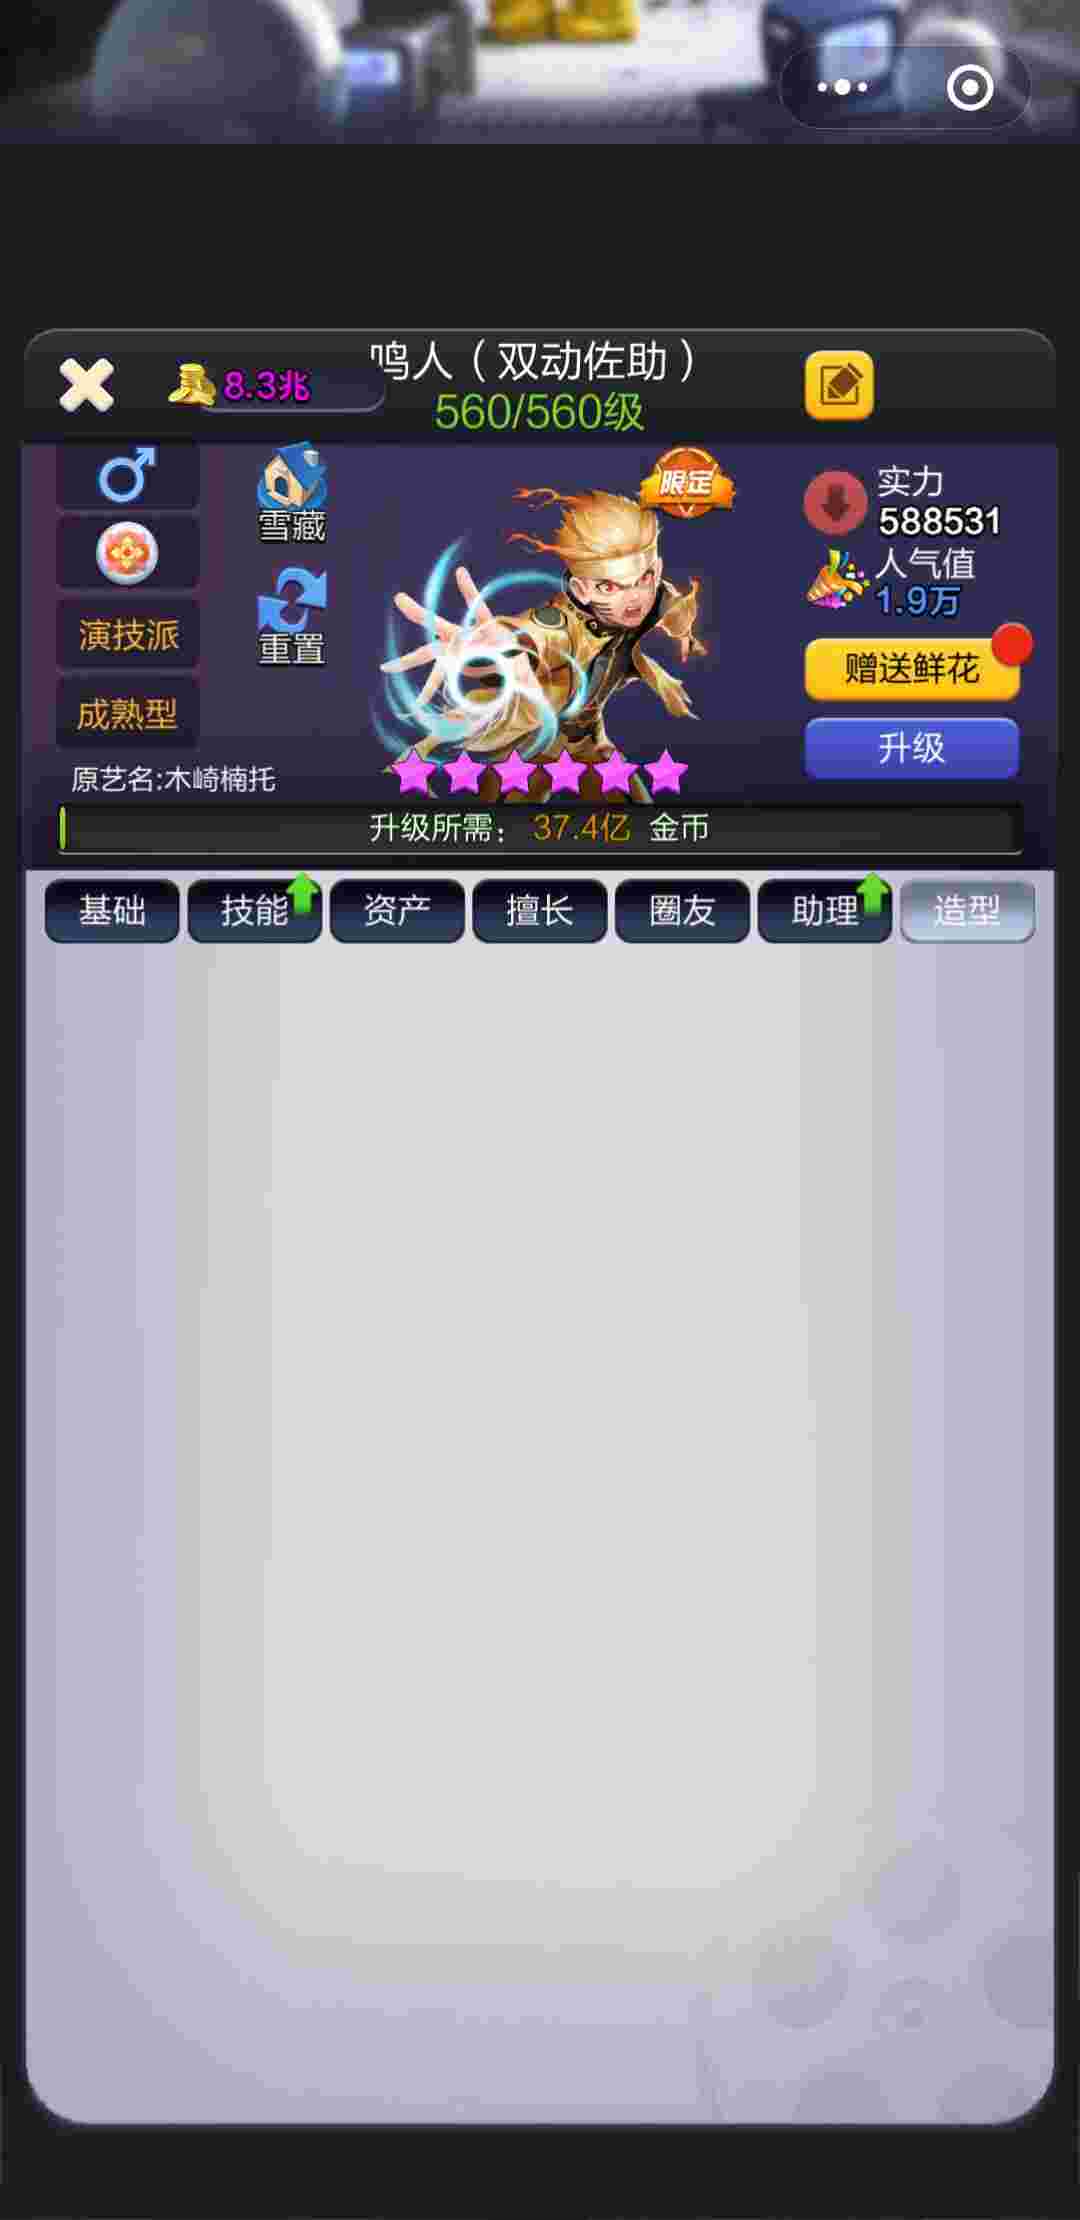 鸣人（双动佐助）
8.3兆
560/560级
限定
雪藏
实力
588531
人气值
1.9万
演技派
重置
赠送鲜花
成熟型
升级
原艺名:木崎楠托
升级所需： 37.4亿 金币
基础 技能 资产 擅长 圈友 助理 造型